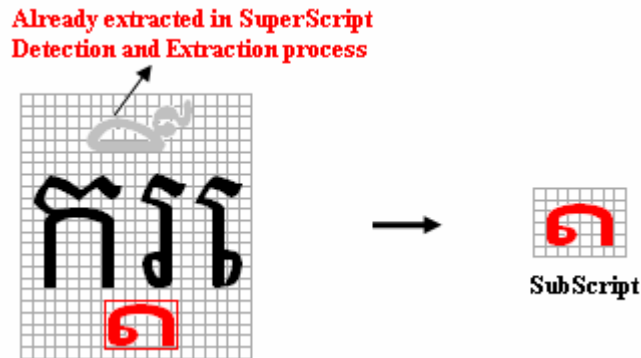 Already extracted in SuperScript
Detection and Extraction process
SubScript